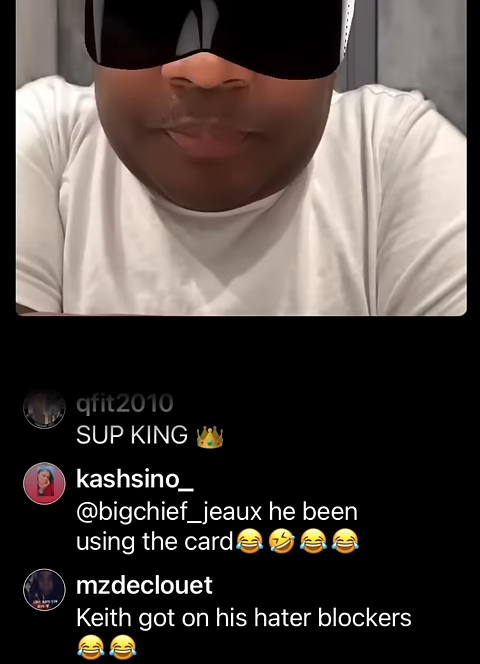 qfit2010
SUP KING 👑
kashsino_
@bigchief_jeaux he been
using the card😂🤣😂😂
mzdeclouet
Keith got on his hater blockers
😂😂